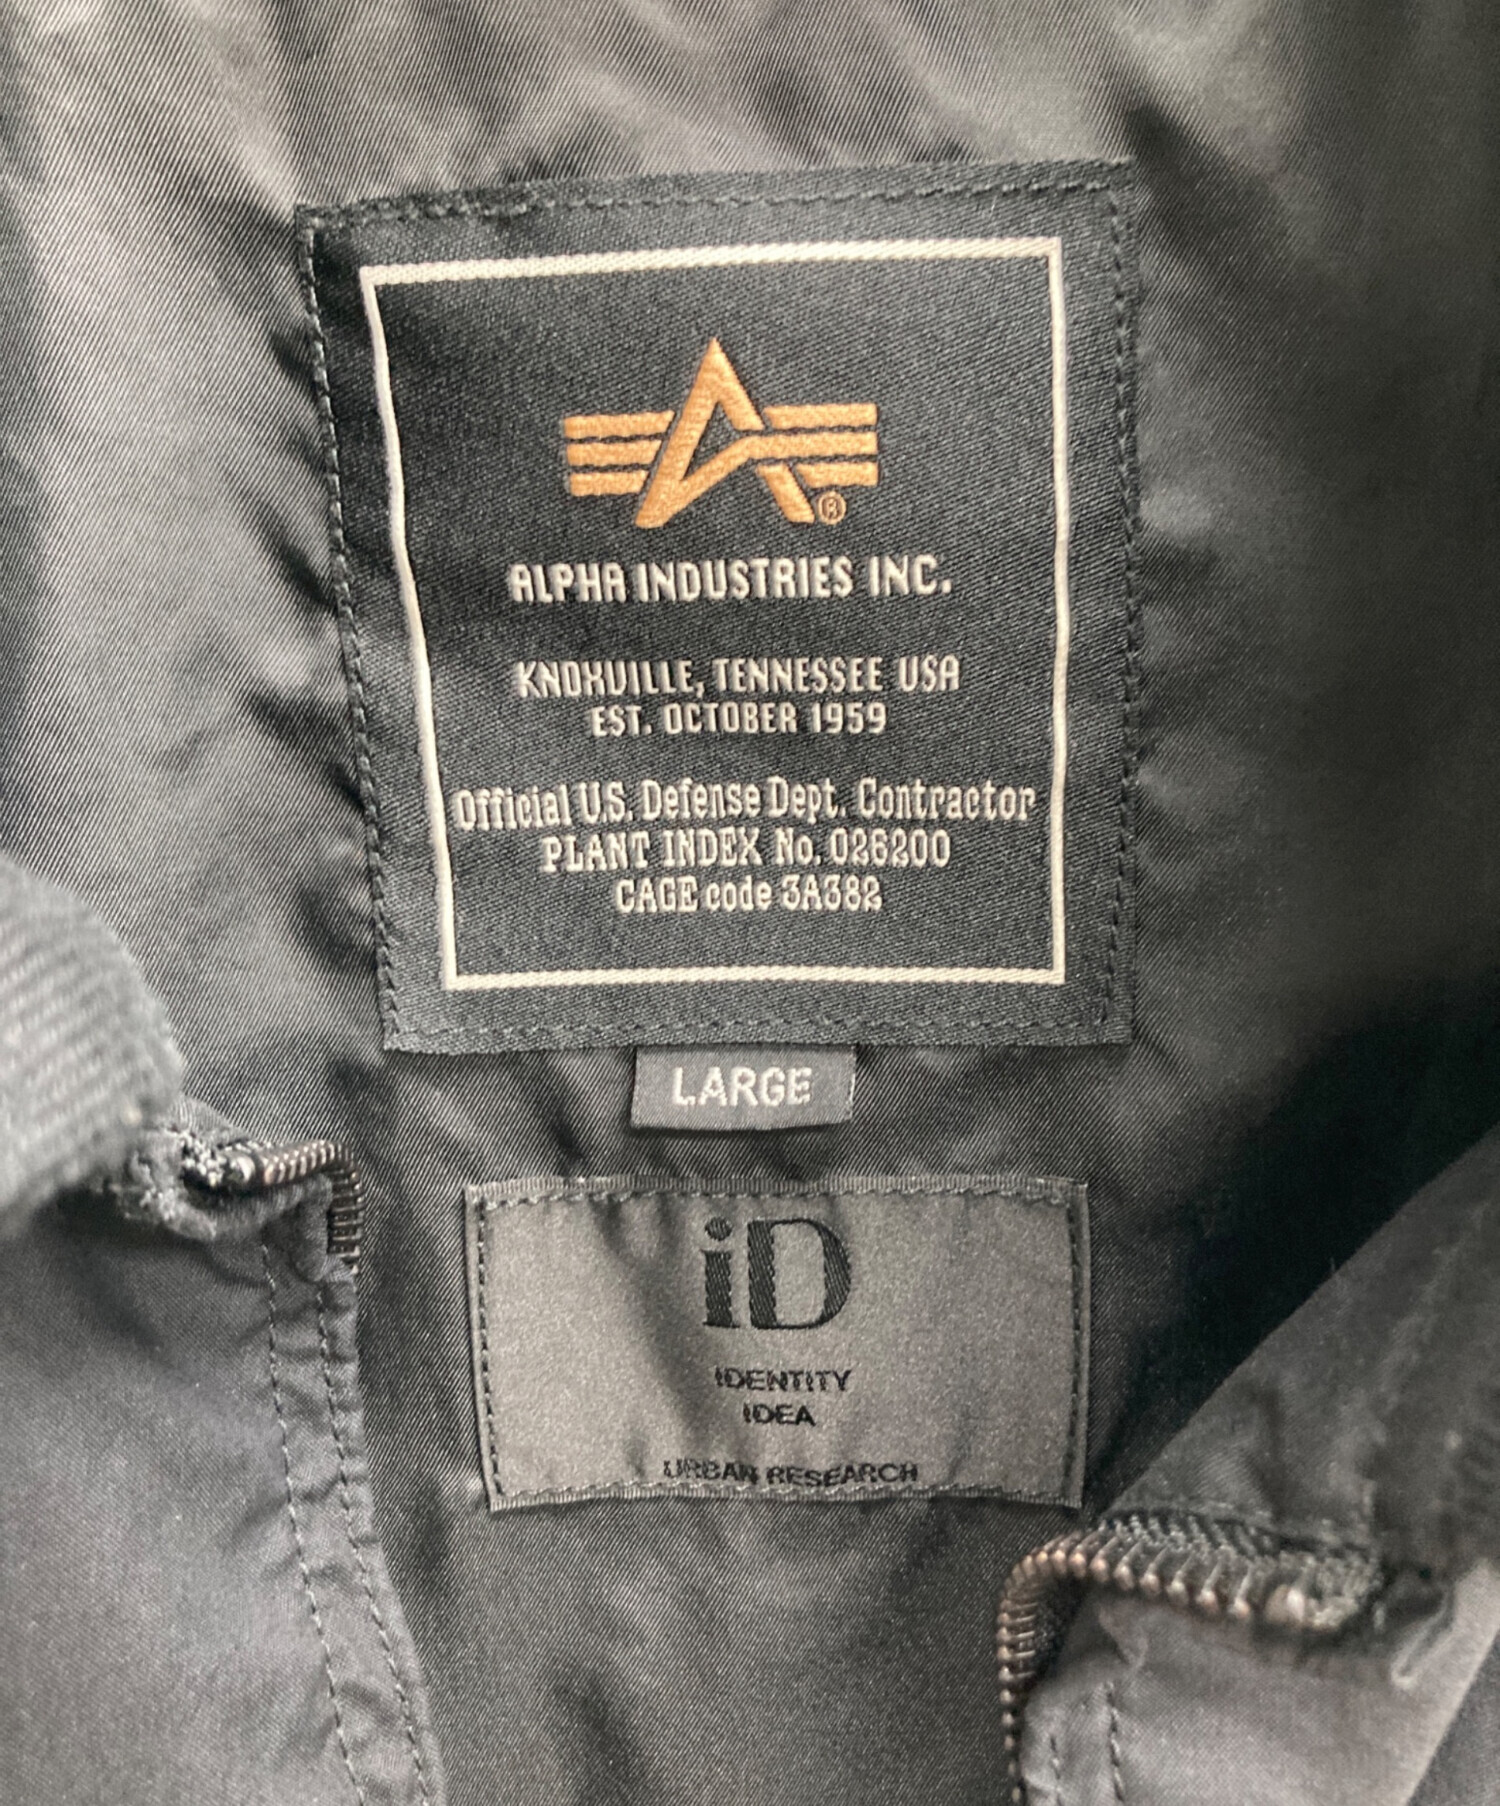 ®
ALPHA INDUSTRIES INC.
KNOXVILLE, TENNESSEE USA
EST. OCTOBER 1959
Official U.S. Defense Dept. Contractor
PLANT INDEX No. 026200
CAGE code 3A382
LARGE
iD
IDENTITY
IDEA
URBAN RESEARCH